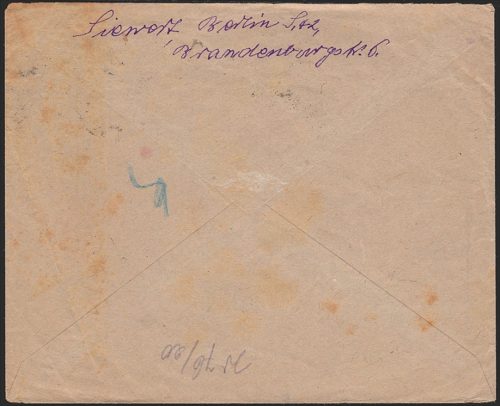 Siewert, Berlin S.42,
Brandenburgstr. 6.